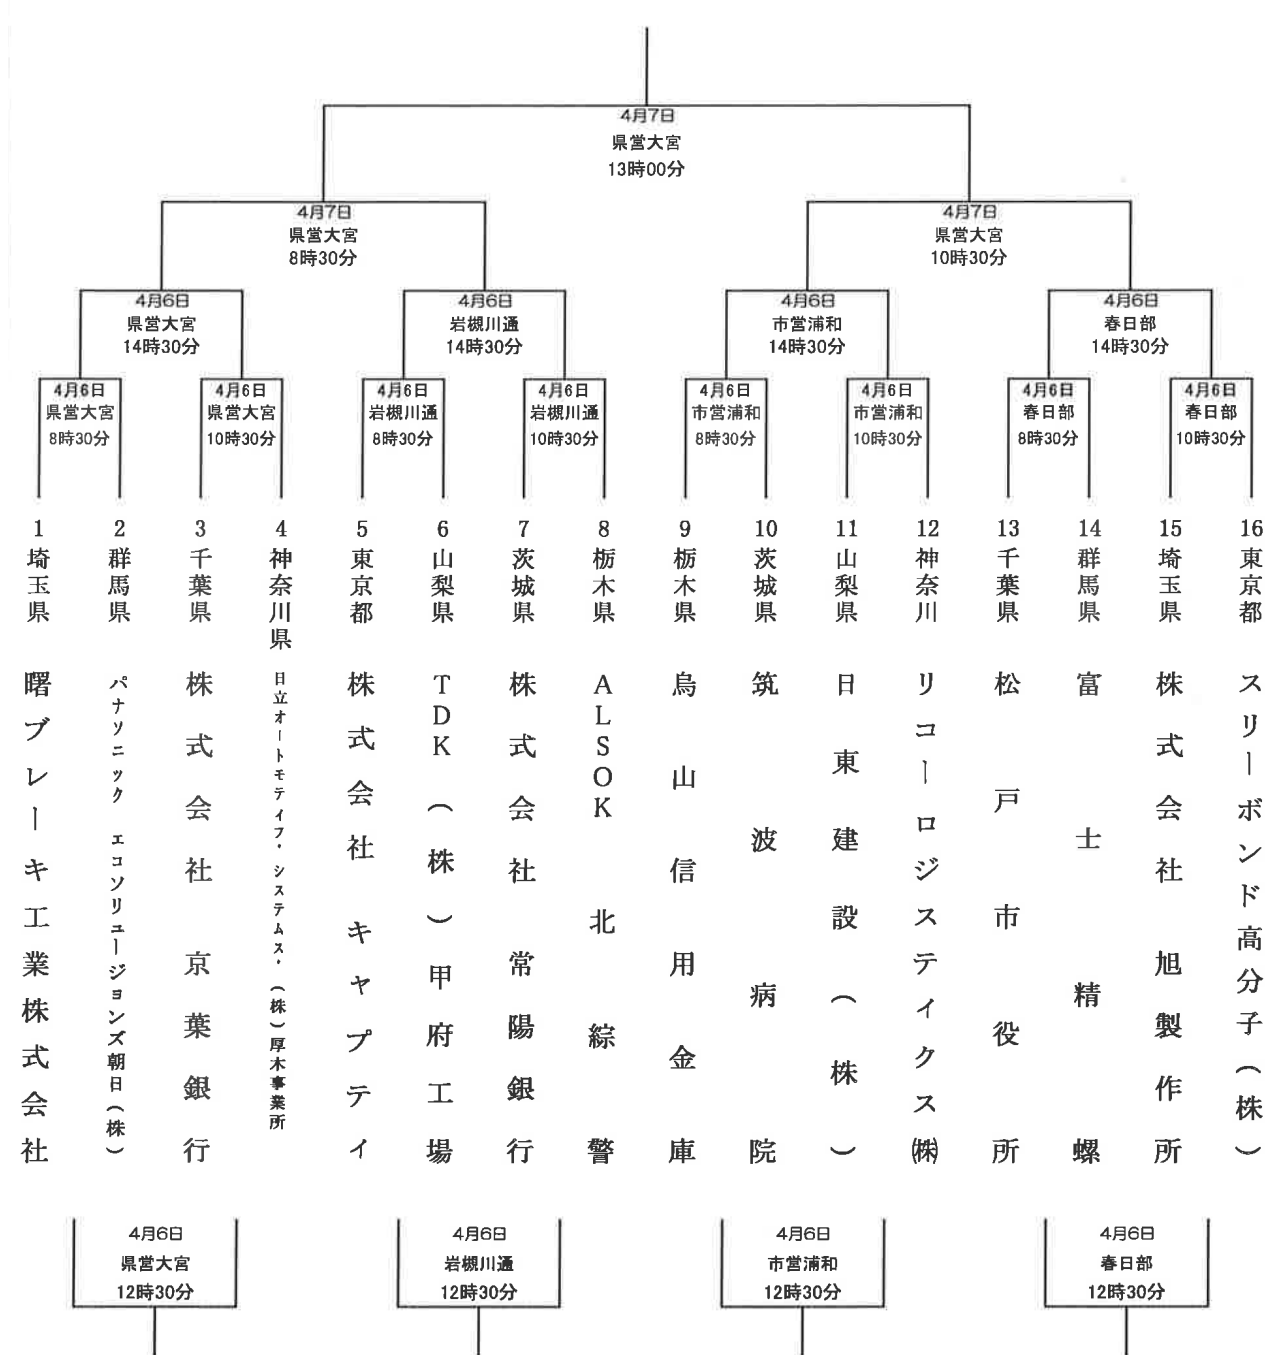 4月7日
県営大宮
13時00分
4月7日
県営大宮
8時30分
4月7日
県営大宮
10時30分
4月6日
県営大宮
14時30分
4月6日
岩槻川通
14時30分
4月6日
市営浦和
14時30分
4月6日
春日部
14時30分
4月6日
県営大宮
8時30分
4月6日
県営大宮
10時30分
4月6日
岩槻川通
8時30分
4月6日
岩槻川通
10時30分
4月6日
市営浦和
8時30分
4月6日
市営浦和
10時30分
4月6日
春日部
8時30分
4月6日
春日部
10時30分
1 埼玉県 曙ブレーキ工業株式会社
2 群馬県 パナソニック エコソリュージョンズ朝日(株)
3 千葉県 株式会社 京葉銀行
4 神奈川県 日立オートモテイフ・システムス・(株)厚木事業所
5 東京都 株式会社 キャプテイ
6 山梨県 TDK(株)甲府工場
7 茨城県 株式会社 常陽銀行
8 栃木県 ALSOK 北綜警
9 栃木県 烏山信用金庫
10 茨城県 筑波病院
11 山梨県 日東建設(株)
12 神奈川 リコーロジステイクス㈱
13 千葉県 松戸市役所
14 群馬県 富士精螺
15 埼玉県 株式会社 旭製作所
16 東京都 スリーボンド高分子(株)
4月6日
県営大宮
12時30分
4月6日
岩槻川通
12時30分
4月6日
市営浦和
12時30分
4月6日
春日部
12時30分